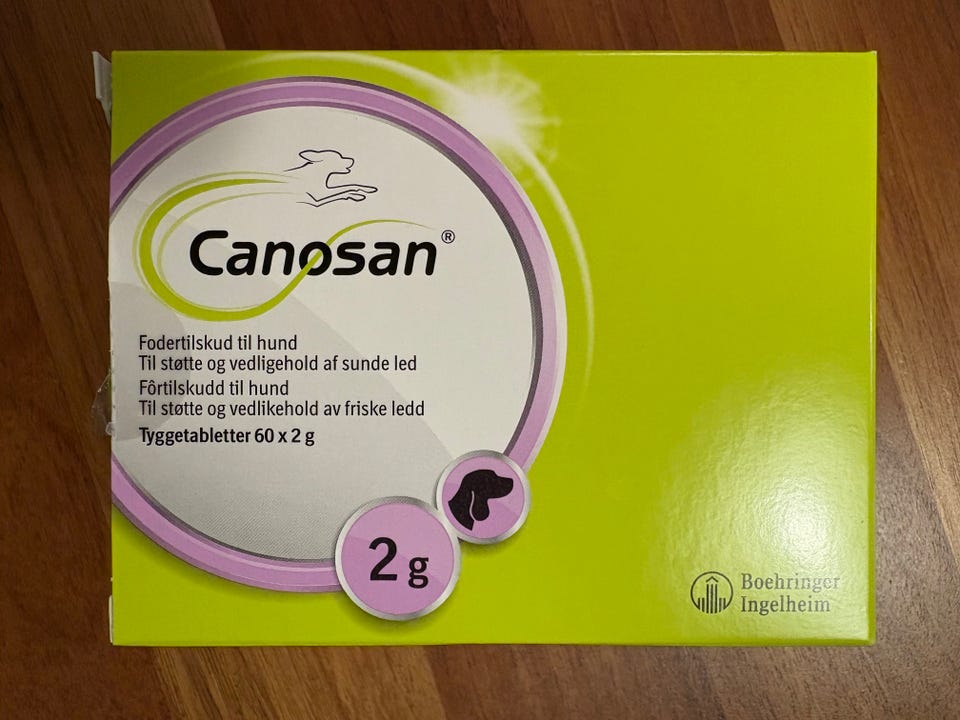 Canosan®
Fodertilskud til hund
Til støtte og vedligehold af sunde led
Fôrtilskudd til hund
Til støtte og vedlikehold av friske ledd
Tyggetabletter 60 x 2 g
2 g
Boehringer
Ingelheim